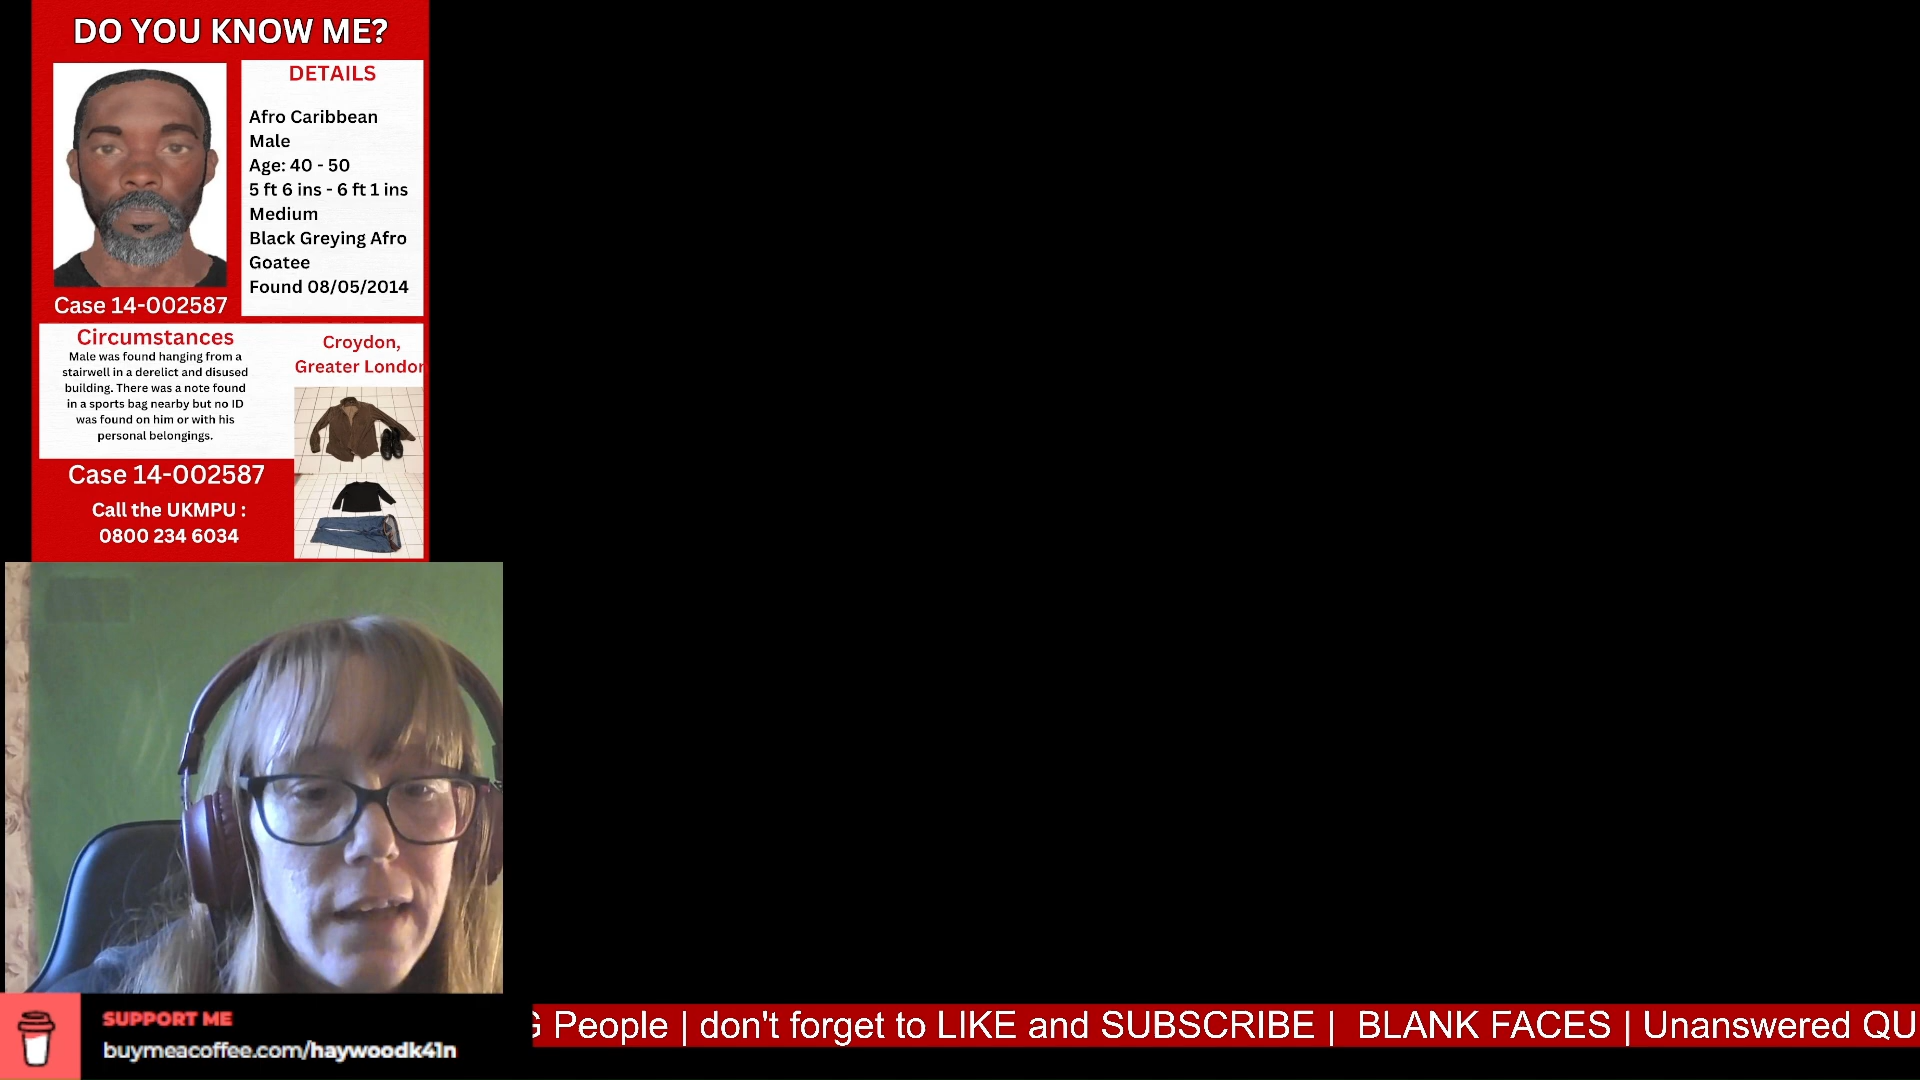 DO YOU KNOW ME?
DETAILS
Afro Caribbean
Male
Age: 40 - 50
5 ft 6 ins - 6 ft 1 ins
Medium
Black Greying Afro
Goatee
Found 08/05/2014
Case 14-002587
Circumstances
Male was found hanging from a
stairwell in a derelict and disused
building. There was a note found
in a sports bag nearby but no ID
was found on him or with his
personal belongings.
Croydon,
Greater London
Case 14-002587
Call the UKMPU :
0800 234 6034
SUPPORT ME
buymeacoffee.com/haywoodk41n
G People | don't forget to LIKE and SUBSCRIBE | BLANK FACES | Unanswered QU